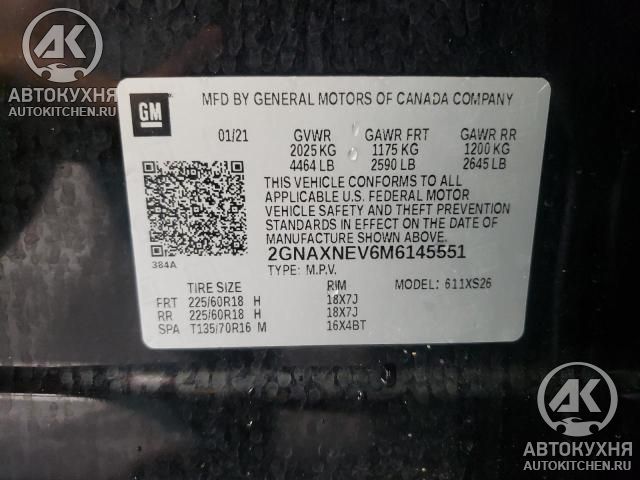 АК
АВТОКУХНЯ
AUTOKITCHEN.RU
GM
MFD BY GENERAL MOTORS OF CANADA COMPANY
01/21 GVWR GAWR FRT GAWR RR
2025 KG 1175 KG 1200 KG
4464 LB 2590 LB 2645 LB
THIS VEHICLE CONFORMS TO ALL
APPLICABLE U.S. FEDERAL MOTOR
VEHICLE SAFETY AND THEFT PREVENTION
STANDARDS IN EFFECT ON THE DATE OF
MANUFACTURE SHOWN ABOVE.
384A
2GNAXNEV6M6145551
TYPE: M.P.V. MODEL: 611XS26
TIRE SIZE RIM
FRT 225/60R18 H 18X7J
RR 225/60R18 H 18X7J
SPA T135/70R16 M 16X4BT
АК
АВТОКУХНЯ
AUTOKITCHEN.RU